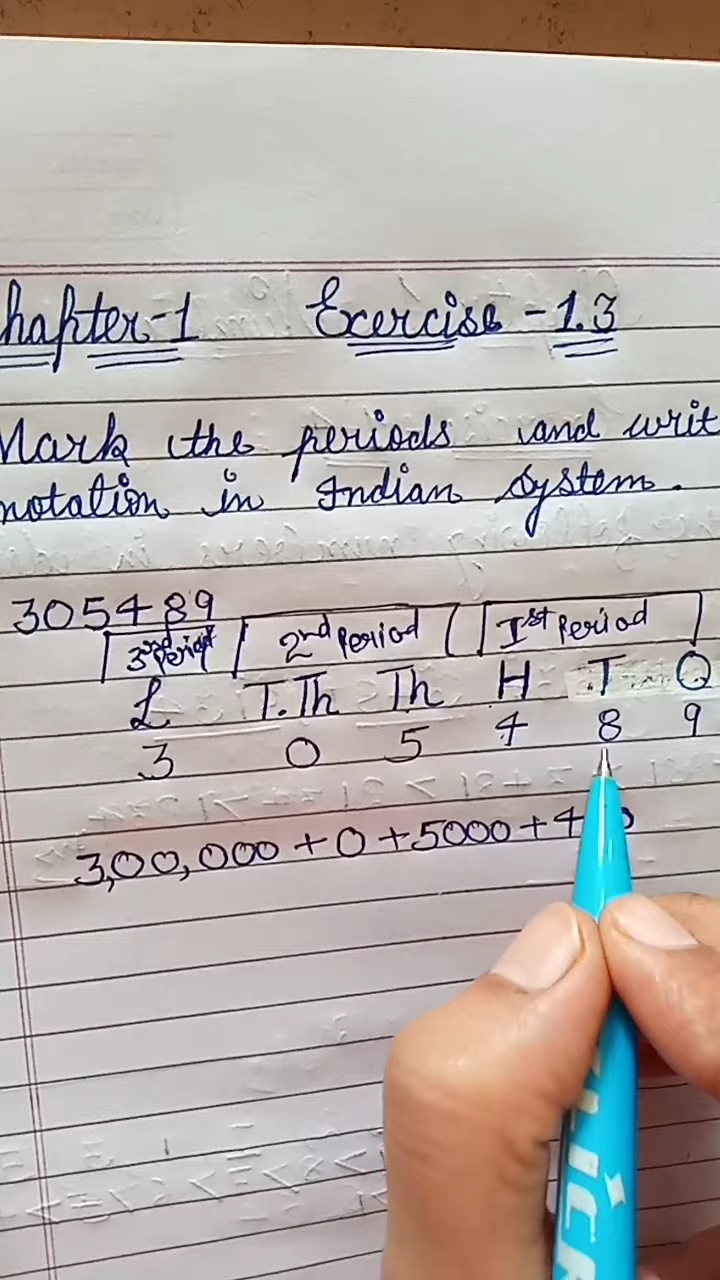 hapter-1 Exercise - 1.3
Mark the periods and writ
notation in Indian System.
305489
3rd Period 2nd Period Ist Period
L T.Th Th H T O
3 0 5 4 8 9
3,00,000 + 0 + 5000 + 4